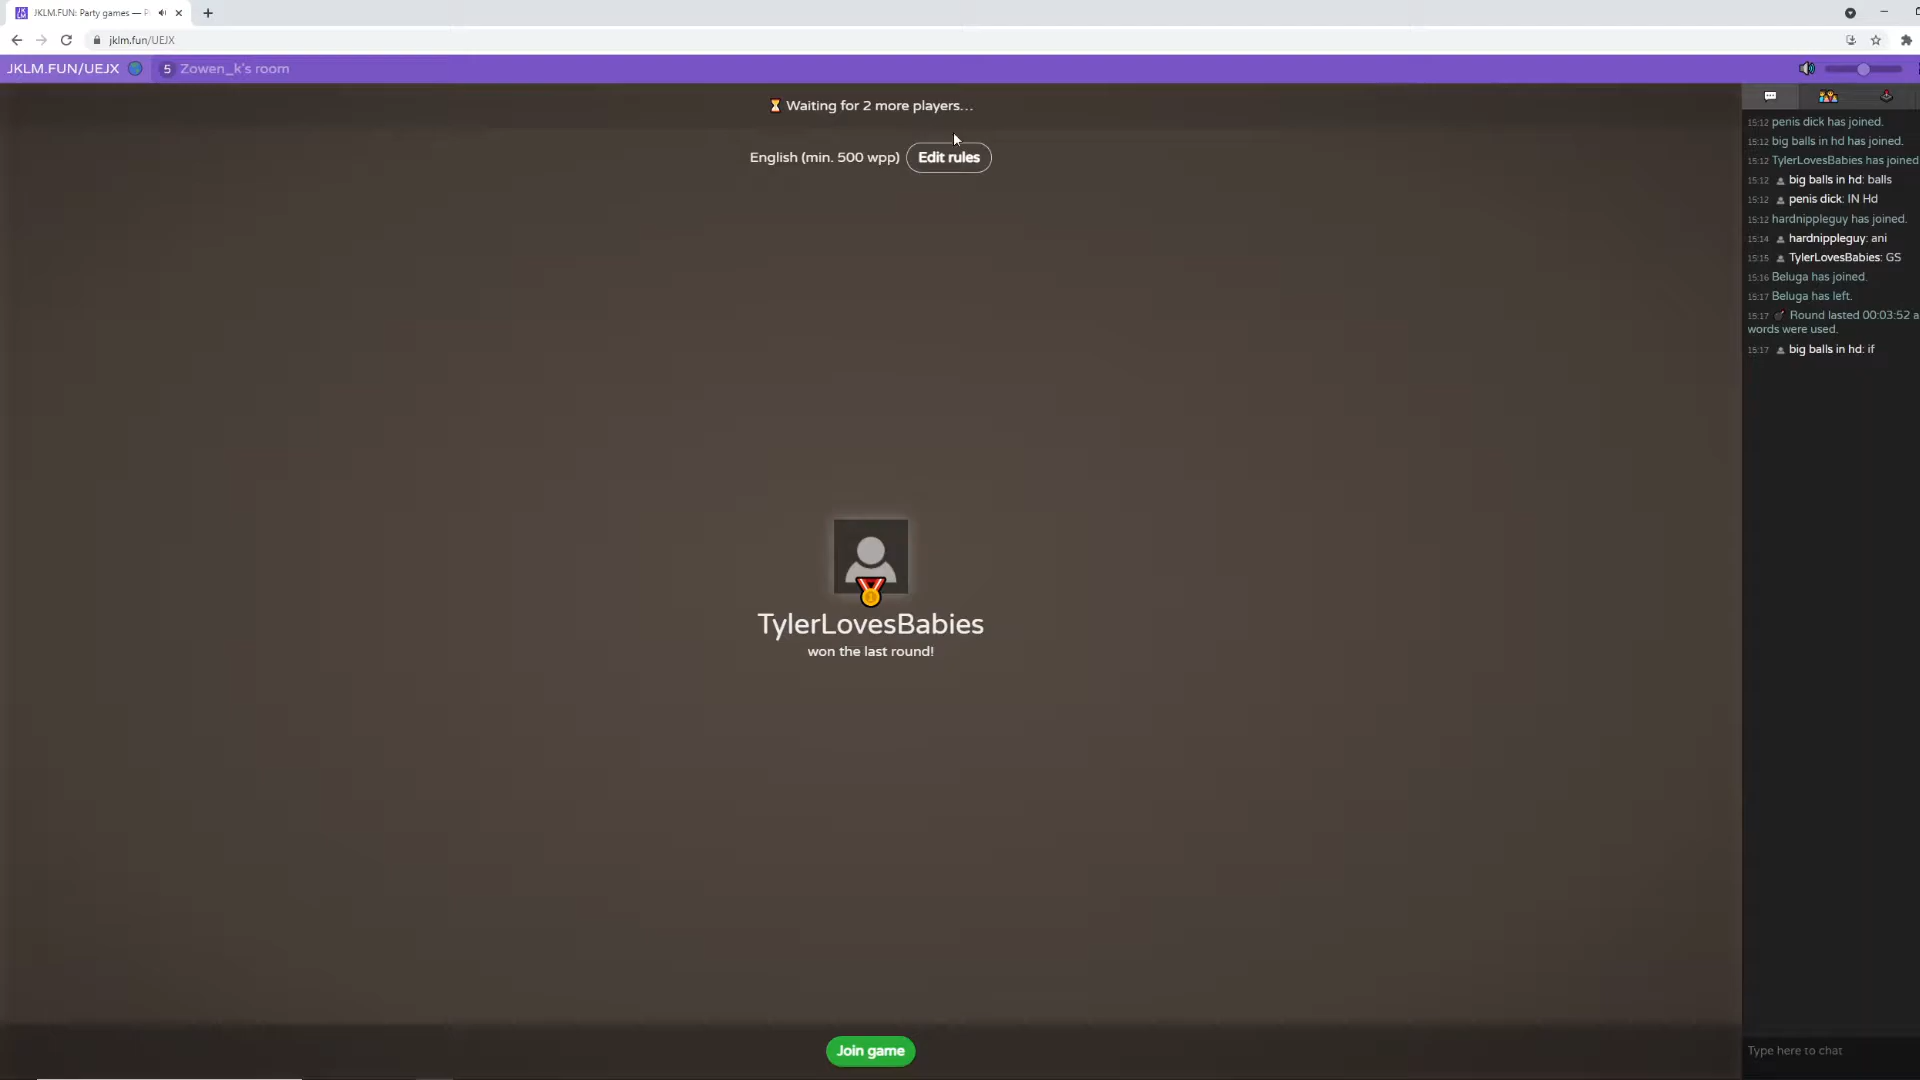 JKLM.FUN: Party games — P
jklm.fun/UEJX
JKLM.FUN/UEJX 5 Zowen_k's room
Waiting for 2 more players...
English (min. 500 wpp) Edit rules
TylerLovesBabies
won the last round!
Join game
15:12 penis dick has joined.
15:12 big balls in hd has joined.
15:12 TylerLovesBabies has joined
15:12 big balls in hd: balls
15:12 penis dick: IN Hd
15:12 hardnippleguy has joined.
15:14 hardnippleguy: ani
15:15 TylerLovesBabies: GS
15:16 Beluga has joined.
15:17 Beluga has left.
15:17 Round lasted 00:03:52 a
words were used.
15:17 big balls in hd: if
Type here to chat